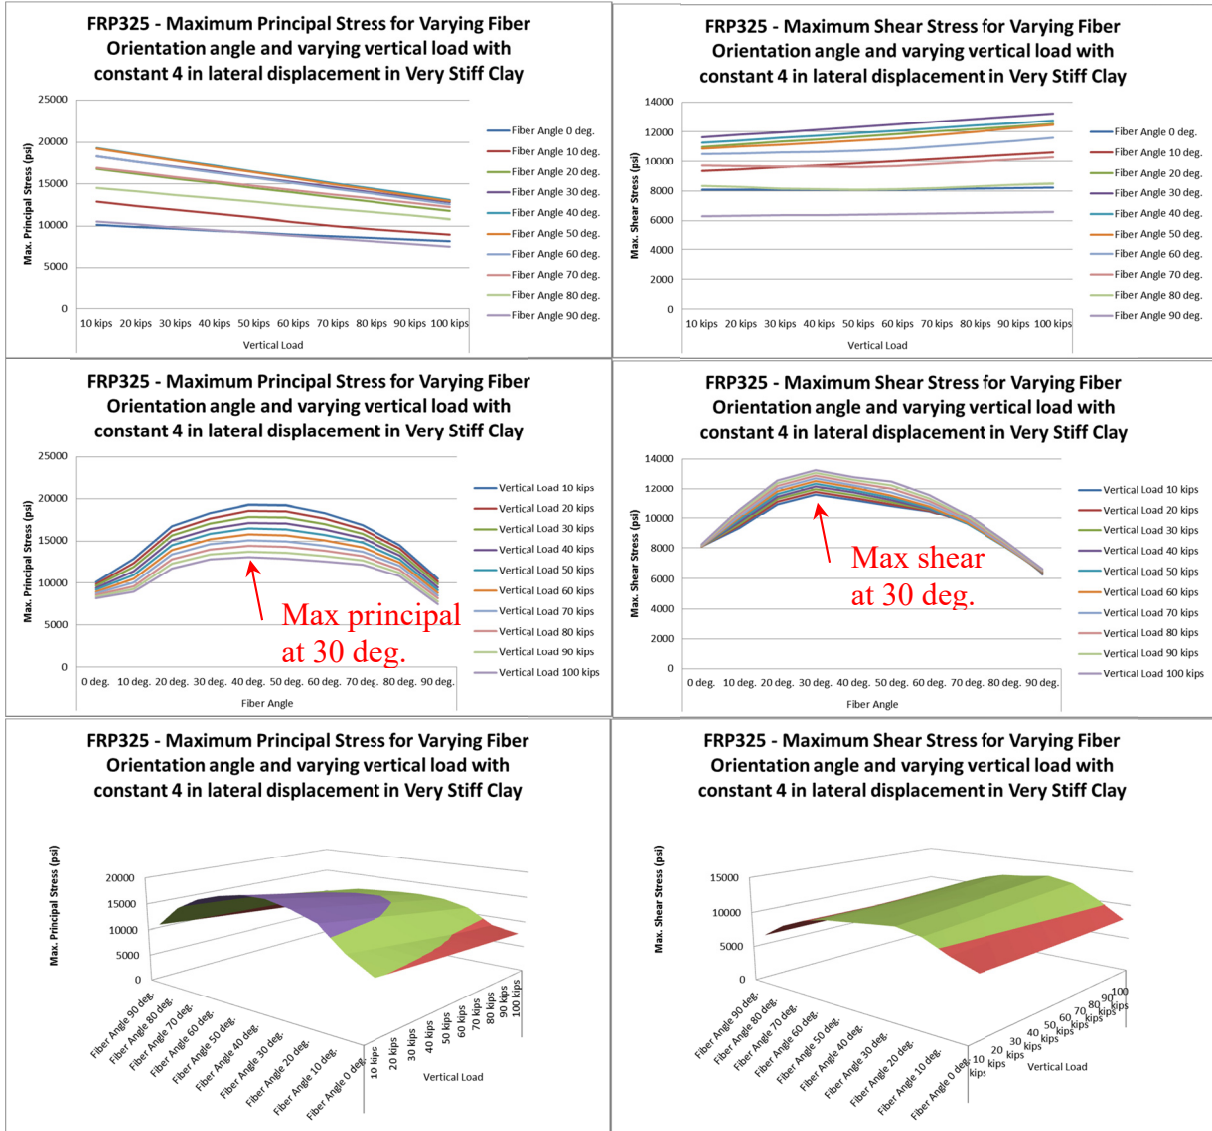 FRP325 - Maximum Principal Stress for Varying Fiber
Orientation angle and varying vertical load with
constant 4 in lateral displacement in Very Stiff Clay
Max. Principal Stress (psi)
25000
20000
15000
10000
5000
0
10 kips 20 kips 30 kips 40 kips 50 kips 60 kips 70 kips 80 kips 90 kips 100 kips
Vertical Load
Fiber Angle 0 deg.
Fiber Angle 10 deg.
Fiber Angle 20 deg.
Fiber Angle 30 deg.
Fiber Angle 40 deg.
Fiber Angle 50 deg.
Fiber Angle 60 deg.
Fiber Angle 70 deg.
Fiber Angle 80 deg.
Fiber Angle 90 deg.
FRP325 - Maximum Shear Stress for Varying Fiber
Orientation angle and varying vertical load with
constant 4 in lateral displacement in Very Stiff Clay
Max. Shear Stress (psi)
14000
12000
10000
8000
6000
4000
2000
0
10 kips 20 kips 30 kips 40 kips 50 kips 60 kips 70 kips 80 kips 90 kips 100 kips
Vertical Load
Fiber Angle 0 deg.
Fiber Angle 10 deg.
Fiber Angle 20 deg.
Fiber Angle 30 deg.
Fiber Angle 40 deg.
Fiber Angle 50 deg.
Fiber Angle 60 deg.
Fiber Angle 70 deg.
Fiber Angle 80 deg.
Fiber Angle 90 deg.
FRP325 - Maximum Principal Stress for Varying Fiber
Orientation angle and varying vertical load with
constant 4 in lateral displacement in Very Stiff Clay
Max. Principal Stress (psi)
25000
20000
15000
10000
5000
0
0 deg. 10 deg. 20 deg. 30 deg. 40 deg. 50 deg. 60 deg. 70 deg. 80 deg. 90 deg.
Fiber Angle
Max principal
at 30 deg.
Vertical Load 10 kips
Vertical Load 20 kips
Vertical Load 30 kips
Vertical Load 40 kips
Vertical Load 50 kips
Vertical Load 60 kips
Vertical Load 70 kips
Vertical Load 80 kips
Vertical Load 90 kips
Vertical Load 100 kips
FRP325 - Maximum Shear Stress for Varying Fiber
Orientation angle and varying vertical load with
constant 4 in lateral displacement in Very Stiff Clay
Max. Shear Stress (psi)
14000
12000
10000
8000
6000
4000
2000
0
0 deg. 10 deg. 20 deg. 30 deg. 40 deg. 50 deg. 60 deg. 70 deg. 80 deg. 90 deg.
Fiber Angle
Max shear
at 30 deg.
Vertical Load 10 kips
Vertical Load 20 kips
Vertical Load 30 kips
Vertical Load 40 kips
Vertical Load 50 kips
Vertical Load 60 kips
Vertical Load 70 kips
Vertical Load 80 kips
Vertical Load 90 kips
Vertical Load 100 kips
FRP325 - Maximum Principal Stress for Varying Fiber
Orientation angle and varying vertical load with
constant 4 in lateral displacement in Very Stiff Clay
Max. Principal Stress (psi)
20000
15000
10000
5000
0
Fiber Angle 90 deg.
Fiber Angle 80 deg.
Fiber Angle 70 deg.
Fiber Angle 60 deg.
Fiber Angle 50 deg.
Fiber Angle 40 deg.
Fiber Angle 30 deg.
Fiber Angle 20 deg.
Fiber Angle 10 deg.
Fiber Angle 0 deg.
10 kips
20 kips
30 kips
40 kips
50 kips
60 kips
70 kips
80 kips
90 kips
100 kips
Vertical Load
FRP325 - Maximum Shear Stress for Varying Fiber
Orientation angle and varying vertical load with
constant 4 in lateral displacement in Very Stiff Clay
Max. Shear Stress (psi)
15000
10000
5000
0
Fiber Angle 90 deg.
Fiber Angle 80 deg.
Fiber Angle 70 deg.
Fiber Angle 60 deg.
Fiber Angle 50 deg.
Fiber Angle 40 deg.
Fiber Angle 30 deg.
Fiber Angle 20 deg.
Fiber Angle 10 deg.
Fiber Angle 0 deg.
10 kips
20 kips
30 kips
40 kips
50 kips
60 kips
70 kips
80 kips
90 kips
100 kips
Vertical Load